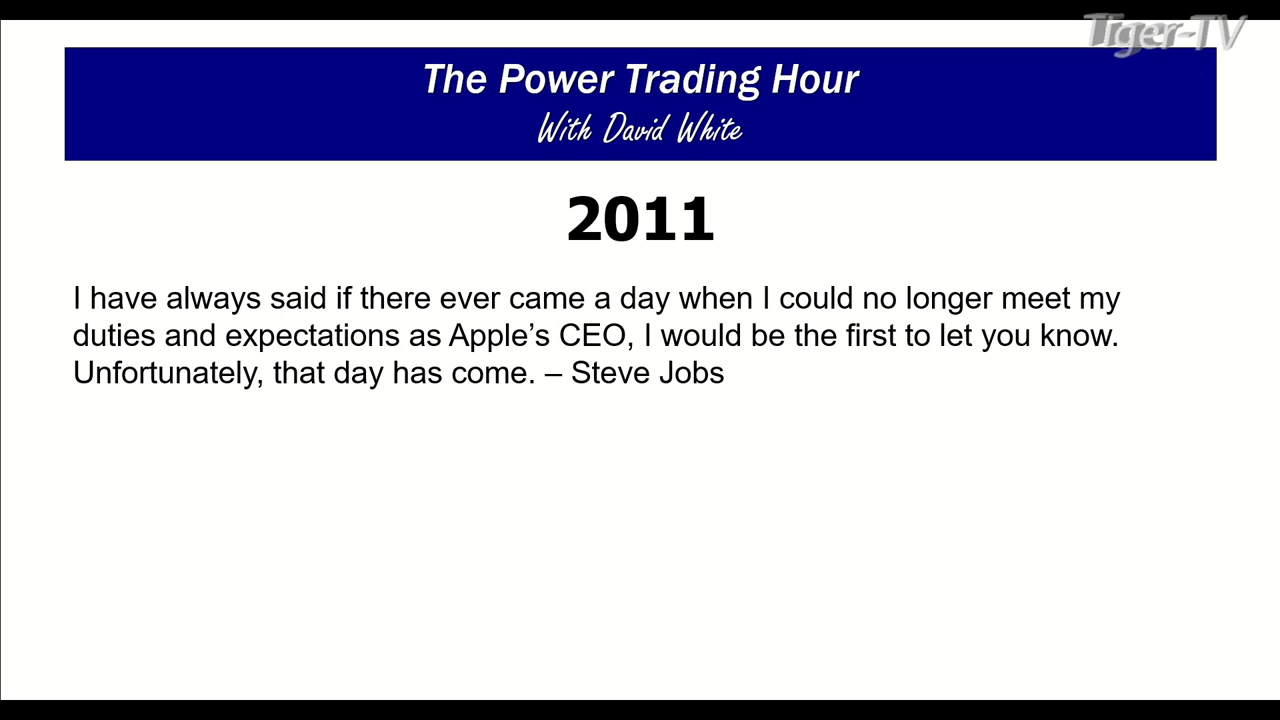 Tiger-TV
The Power Trading Hour
With David White
2011
I have always said if there ever came a day when I could no longer meet my
duties and expectations as Apple’s CEO, I would be the first to let you know.
Unfortunately, that day has come. – Steve Jobs